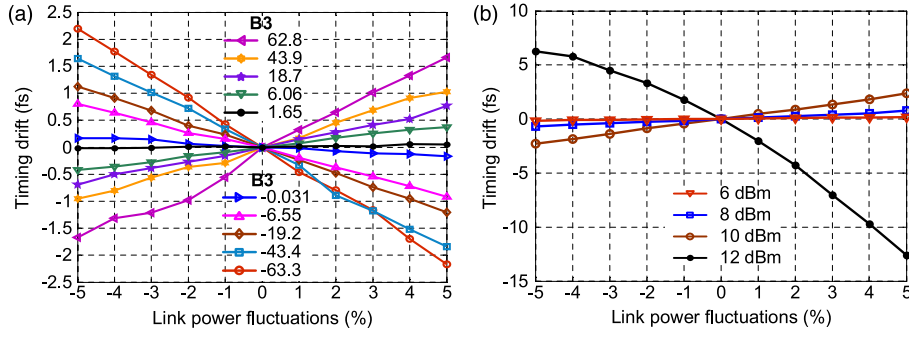 (a)
Timing drift (fs)
2.5
2
1.5
1
0.5
0
-0.5
-1
-1.5
-2
-2.5
B3
62.8
43.9
18.7
6.06
1.65
B3
-0.031
-6.55
-19.2
-43.4
-63.3
-5 -4 -3 -2 -1 0 1 2 3 4 5
Link power fluctuations (%)
(b)
Timing drift (fs)
10
5
0
-5
-10
-15
6 dBm
8 dBm
10 dBm
12 dBm
-5 -4 -3 -2 -1 0 1 2 3 4 5
Link power fluctuations (%)